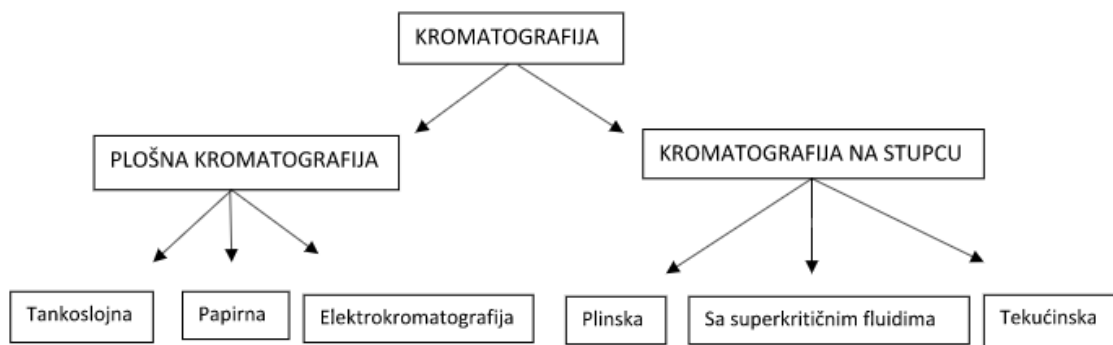 KROMATOGRAFIJA
PLOŠNA KROMATOGRAFIJA
KROMATOGRAFIJA NA STUPCU
Tankoslojna
Papirna
Elektrokromatografija
Plinska
Sa superkritičnim fluidima
Tekućinska